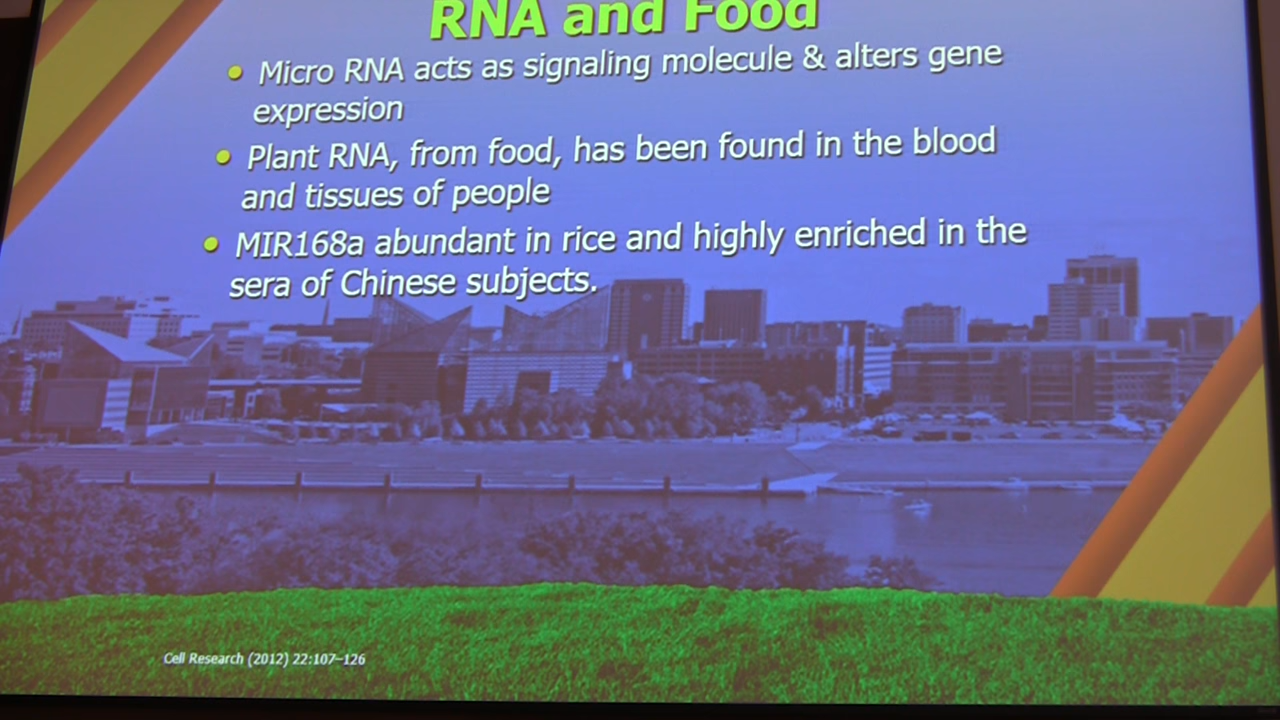 RNA and Food
• Micro RNA acts as signaling molecule & alters gene
expression
• Plant RNA, from food, has been found in the blood
and tissues of people
• MIR168a abundant in rice and highly enriched in the
sera of Chinese subjects.
Cell Research (2012) 22:107–126